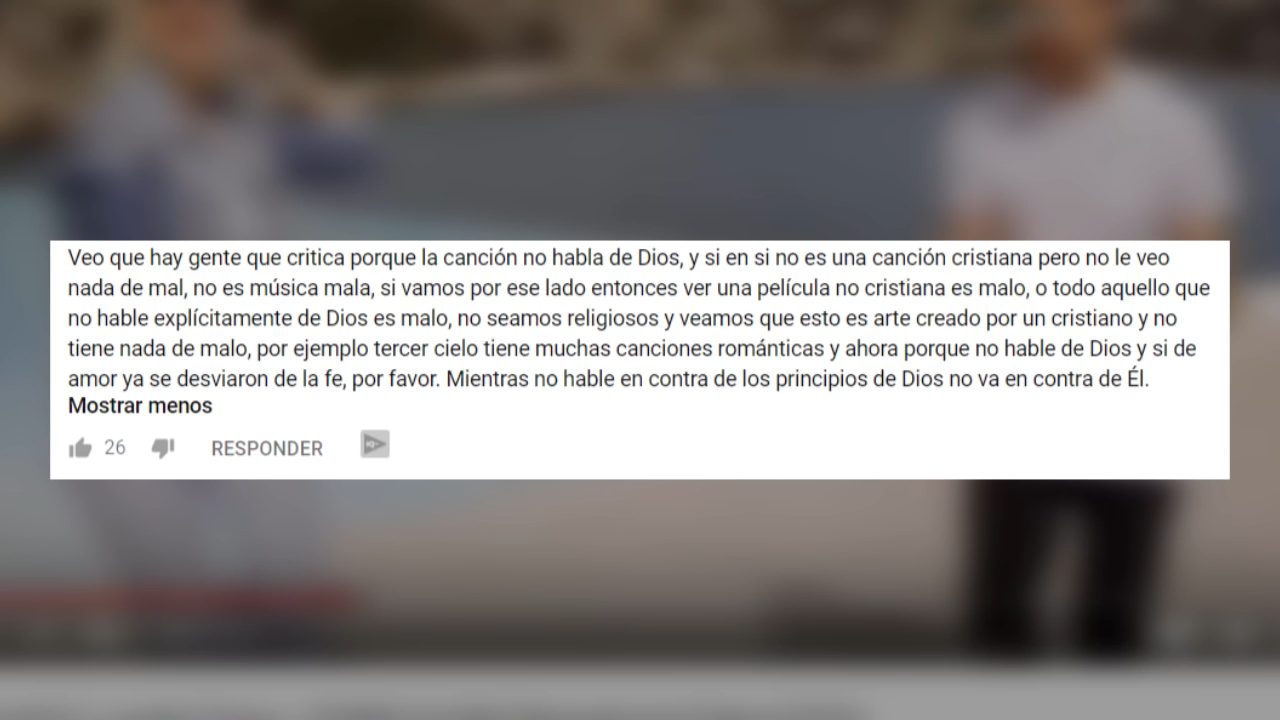 Veo que hay gente que critica porque la canción no habla de Dios, y si en si no es una canción cristiana pero no le veo
nada de mal, no es música mala, si vamos por ese lado entonces ver una película no cristiana es malo, o todo aquello que
no hable explícitamente de Dios es malo, no seamos religiosos y veamos que esto es arte creado por un cristiano y no
tiene nada de malo, por ejemplo tercer cielo tiene muchas canciones románticas y ahora porque no hable de Dios y si de
amor ya se desviaron de la fe, por favor. Mientras no hable en contra de los principios de Dios no va en contra de Él.
Mostrar menos
26 RESPONDER